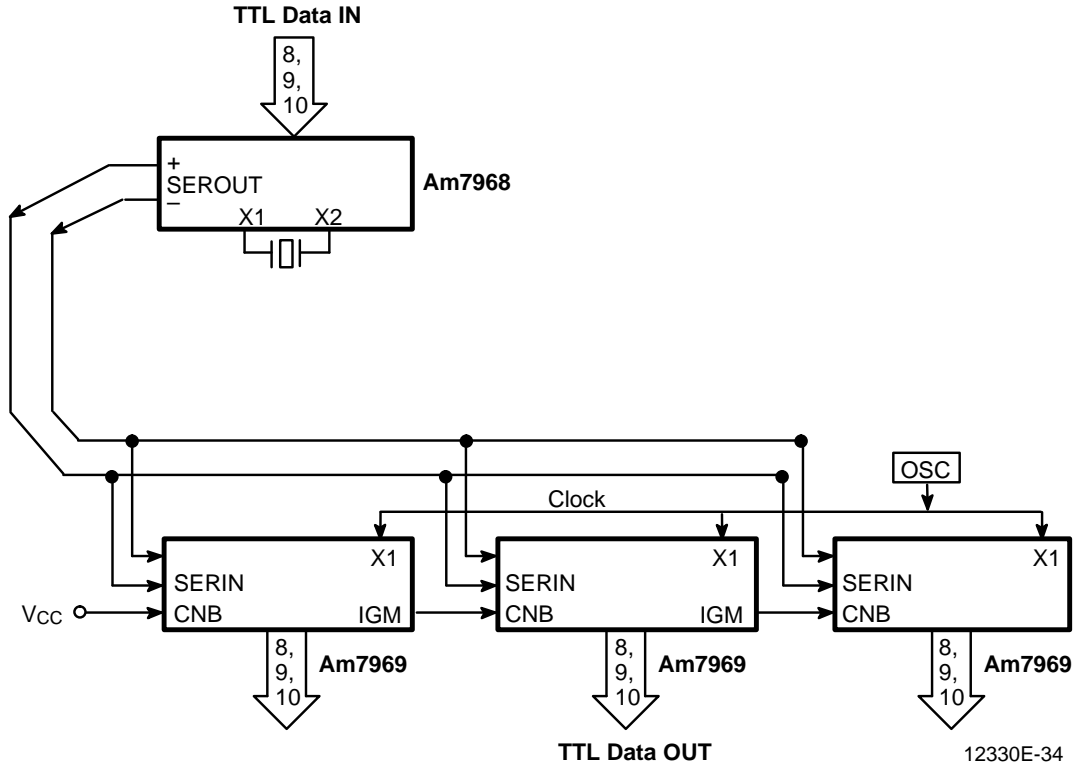 TTL Data IN
8,
9,
10
+
SEROUT
–
X1 X2
Am7968
OSC
Clock
X1
SERIN
CNB
IGM
X1
SERIN
CNB
IGM
X1
SERIN
CNB
VCC
8,
9,
10
Am7969
8,
9,
10
Am7969
8,
9,
10
Am7969
TTL Data OUT
12330E-34